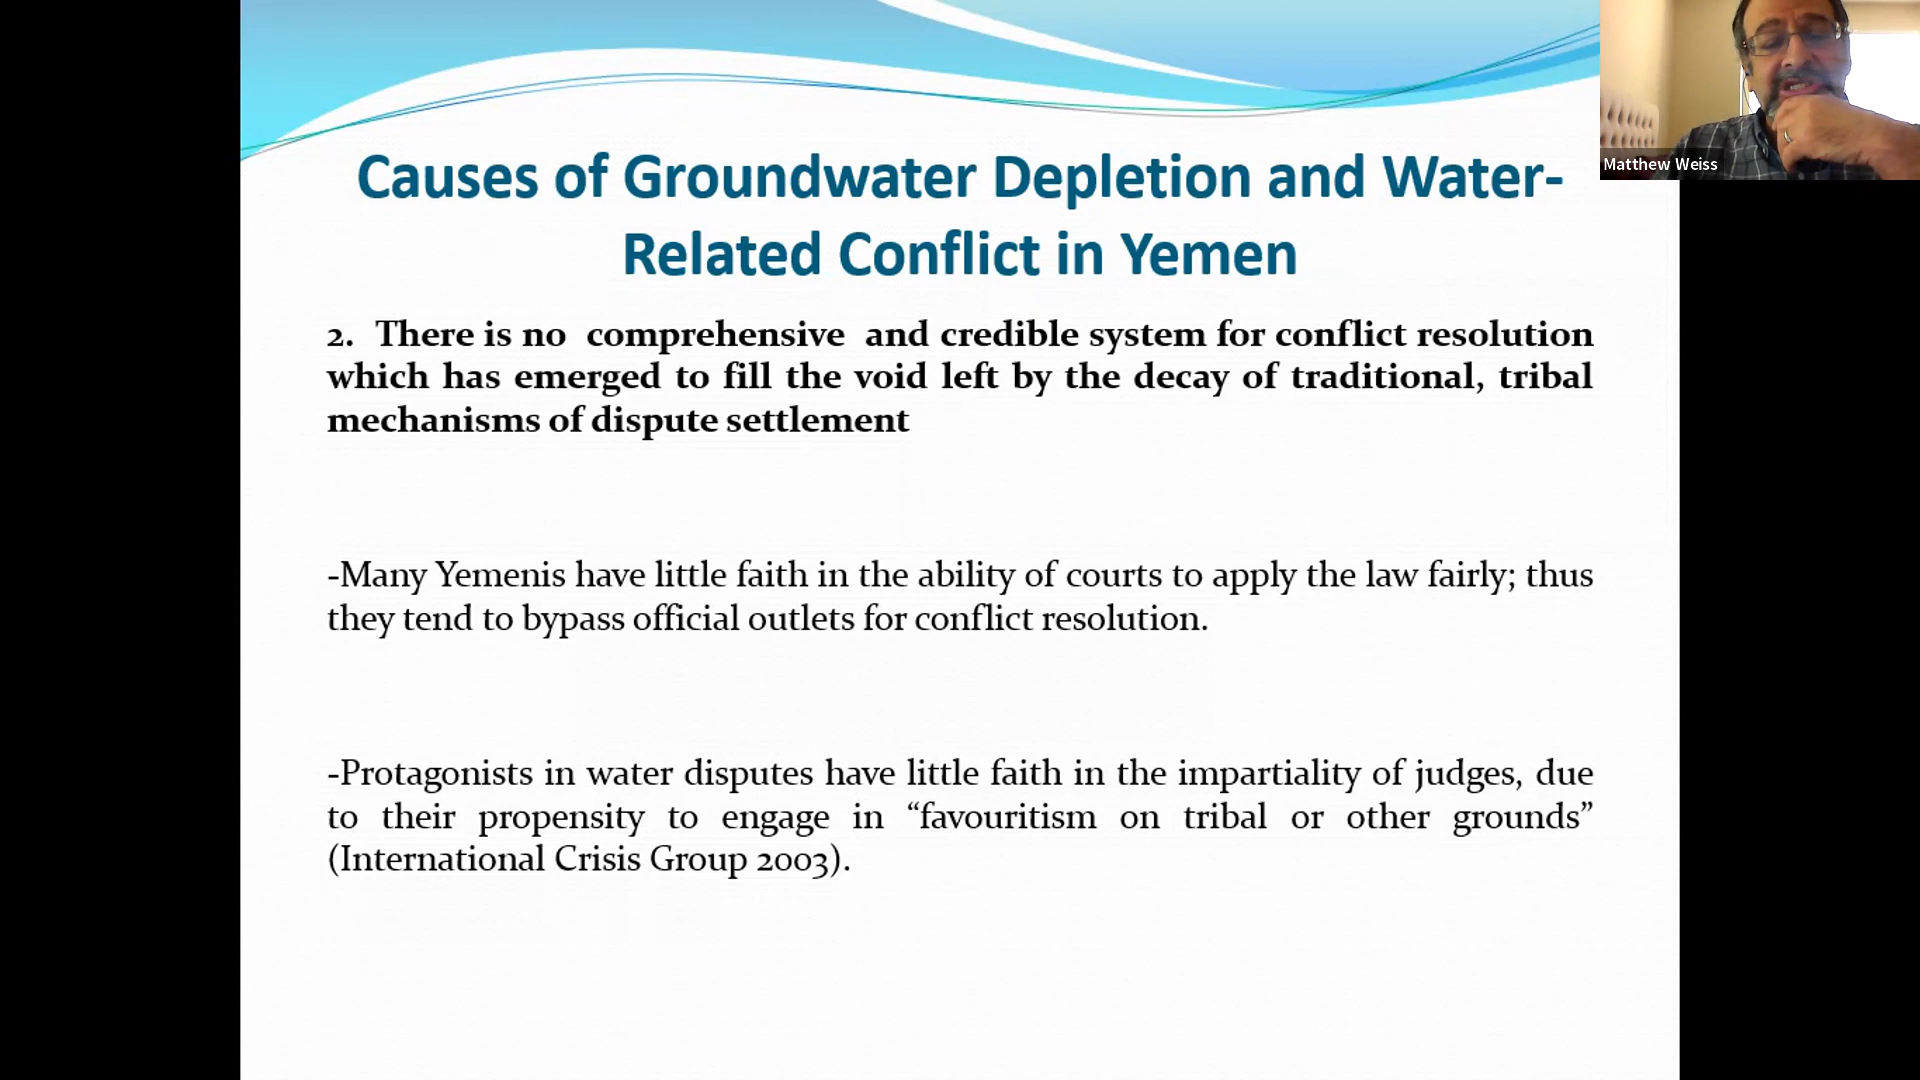 Causes of Groundwater Depletion and Water-
Related Conflict in Yemen
2. There is no comprehensive and credible system for conflict resolution
which has emerged to fill the void left by the decay of traditional, tribal
mechanisms of dispute settlement
-Many Yemenis have little faith in the ability of courts to apply the law fairly; thus
they tend to bypass official outlets for conflict resolution.
-Protagonists in water disputes have little faith in the impartiality of judges, due
to their propensity to engage in “favouritism on tribal or other grounds”
(International Crisis Group 2003).
Matthew Weiss